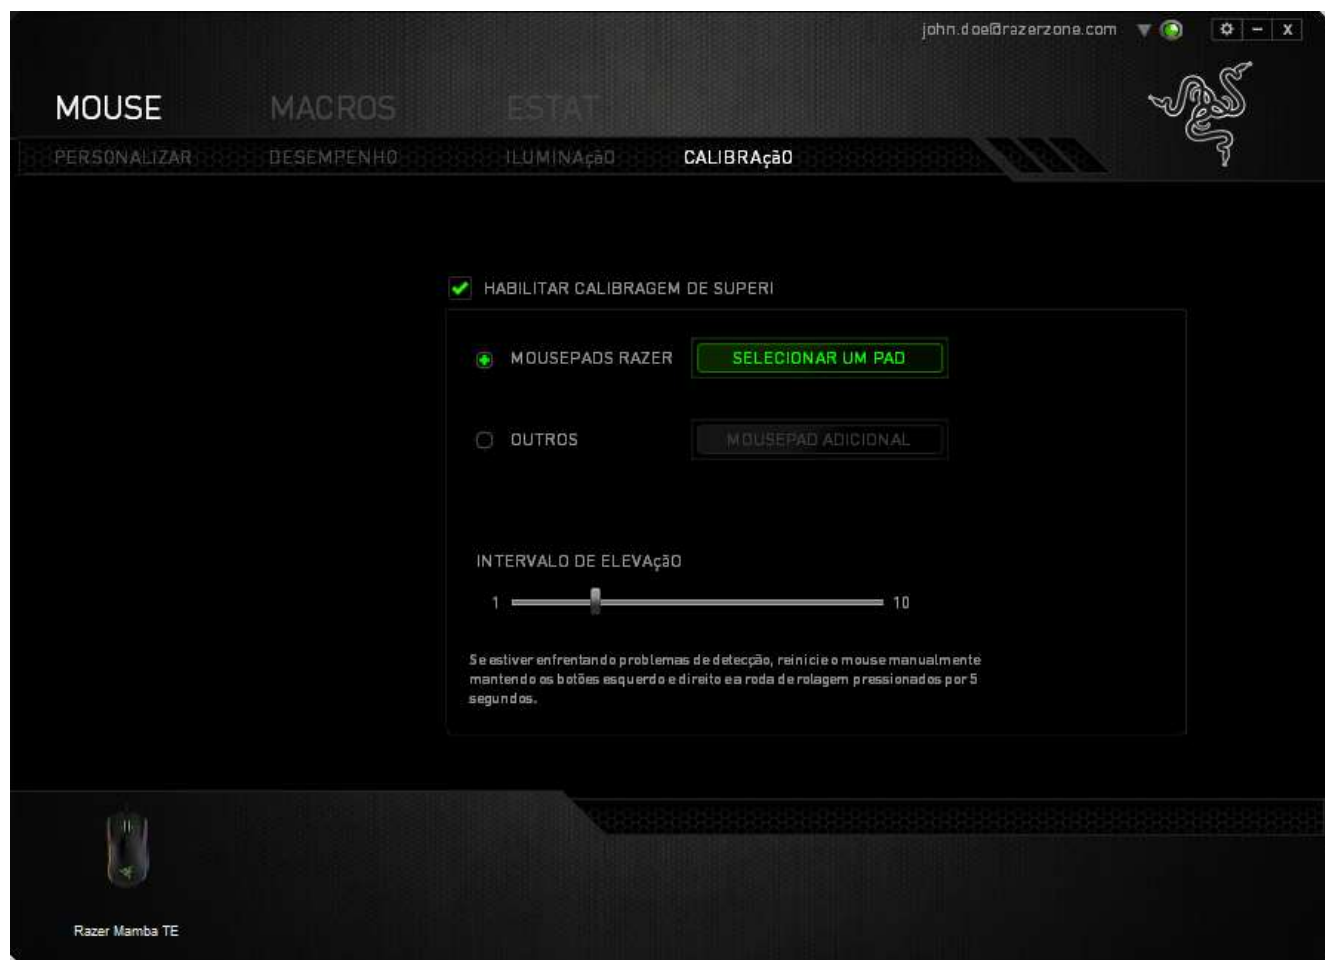 john.doe@razerzone.com
MOUSE MACROS ESTAT
PERSONALIZAR DESEMPENHO ILUMINAçãO CALIBRAçãO
HABILITAR CALIBRAGEM DE SUPERI
MOUSEPADS RAZER SELECIONAR UM PAD
OUTROS MOUSEPAD ADICIONAL
INTERVALO DE ELEVAçãO
1 10
Se estiver enfrentando problemas de detecção, reinicie o mouse manualmente
mantendo os botões esquerdo e direito e a roda de rolagem pressionados por 5
segundos.
Razer Mamba TE